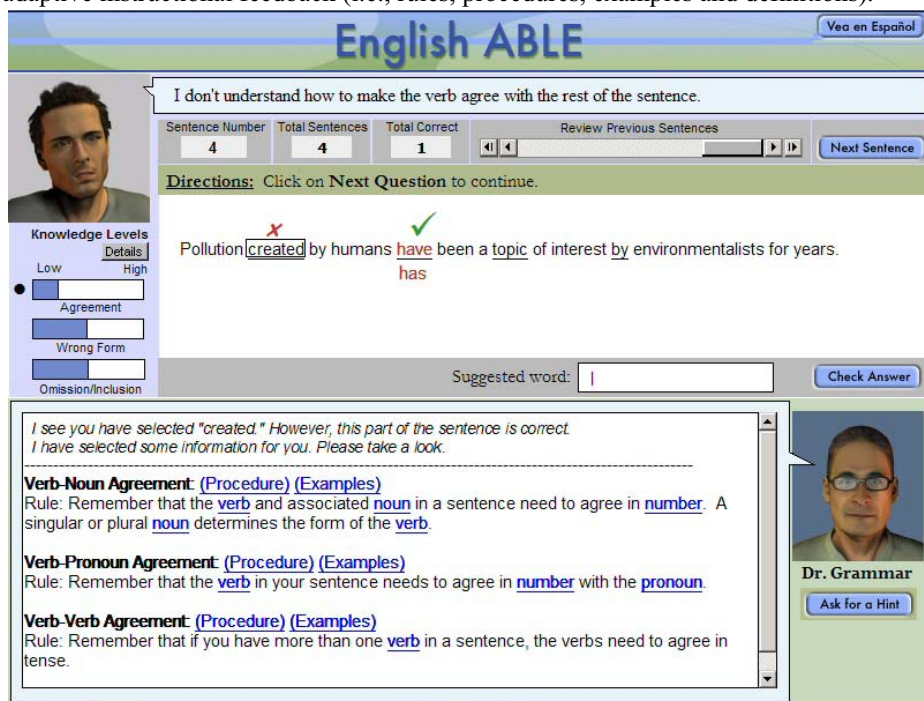 adaptive instructional feedback (i.e., rules, procedures, examples and definitions).
English ABLE
Vea en Español
I don't understand how to make the verb agree with the rest of the sentence.
Sentence Number Total Sentences Total Correct Review Previous Sentences
4 4 1
Next Sentence
Directions: Click on Next Question to continue.
Knowledge Levels
Details
Low High
Agreement
Wrong Form
Omission/Inclusion
✗ ✓
Pollution created by humans have been a topic of interest by environmentalists for years.
has
Suggested word:
Check Answer
I see you have selected "created." However, this part of the sentence is correct.
I have selected some information for you. Please take a look.
Verb-Noun Agreement: (Procedure) (Examples)
Rule: Remember that the verb and associated noun in a sentence need to agree in number. A
singular or plural noun determines the form of the verb.
Verb-Pronoun Agreement: (Procedure) (Examples)
Rule: Remember that the verb in your sentence needs to agree in number with the pronoun.
Verb-Verb Agreement: (Procedure) (Examples)
Rule: Remember that if you have more than one verb in a sentence, the verbs need to agree in
tense.
Dr. Grammar
Ask for a Hint